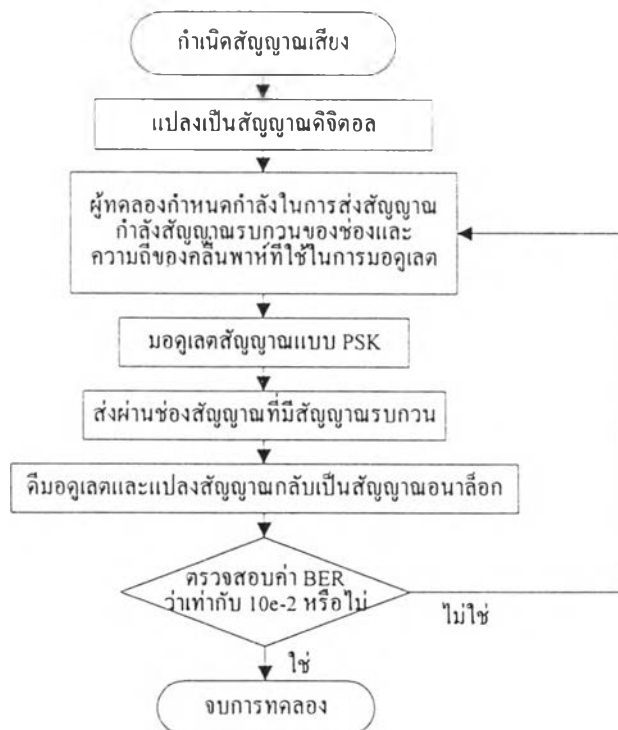 กำเนิดสัญญาณเสียง
แปลงเป็นสัญญาณดิจิตอล
ผู้ทดลองกำหนดกำลังในการส่งสัญญาณ
กำลังสัญญาณรบกวนของช่องและ
ความถี่ของคลื่นพาห์ที่ใช้ในการมอดูเลต
มอดูเลตสัญญาณแบบ PSK
ส่งผ่านช่องสัญญาณที่มีสัญญาณรบกวน
ดีมอดูเลตและแปลงสัญญาณกลับเป็นสัญญาณอนาล็อก
ตรวจสอบค่า BER
ว่าเท่ากับ 10e-2 หรือไม่
ไม่ใช่
ใช่
จบการทดลอง